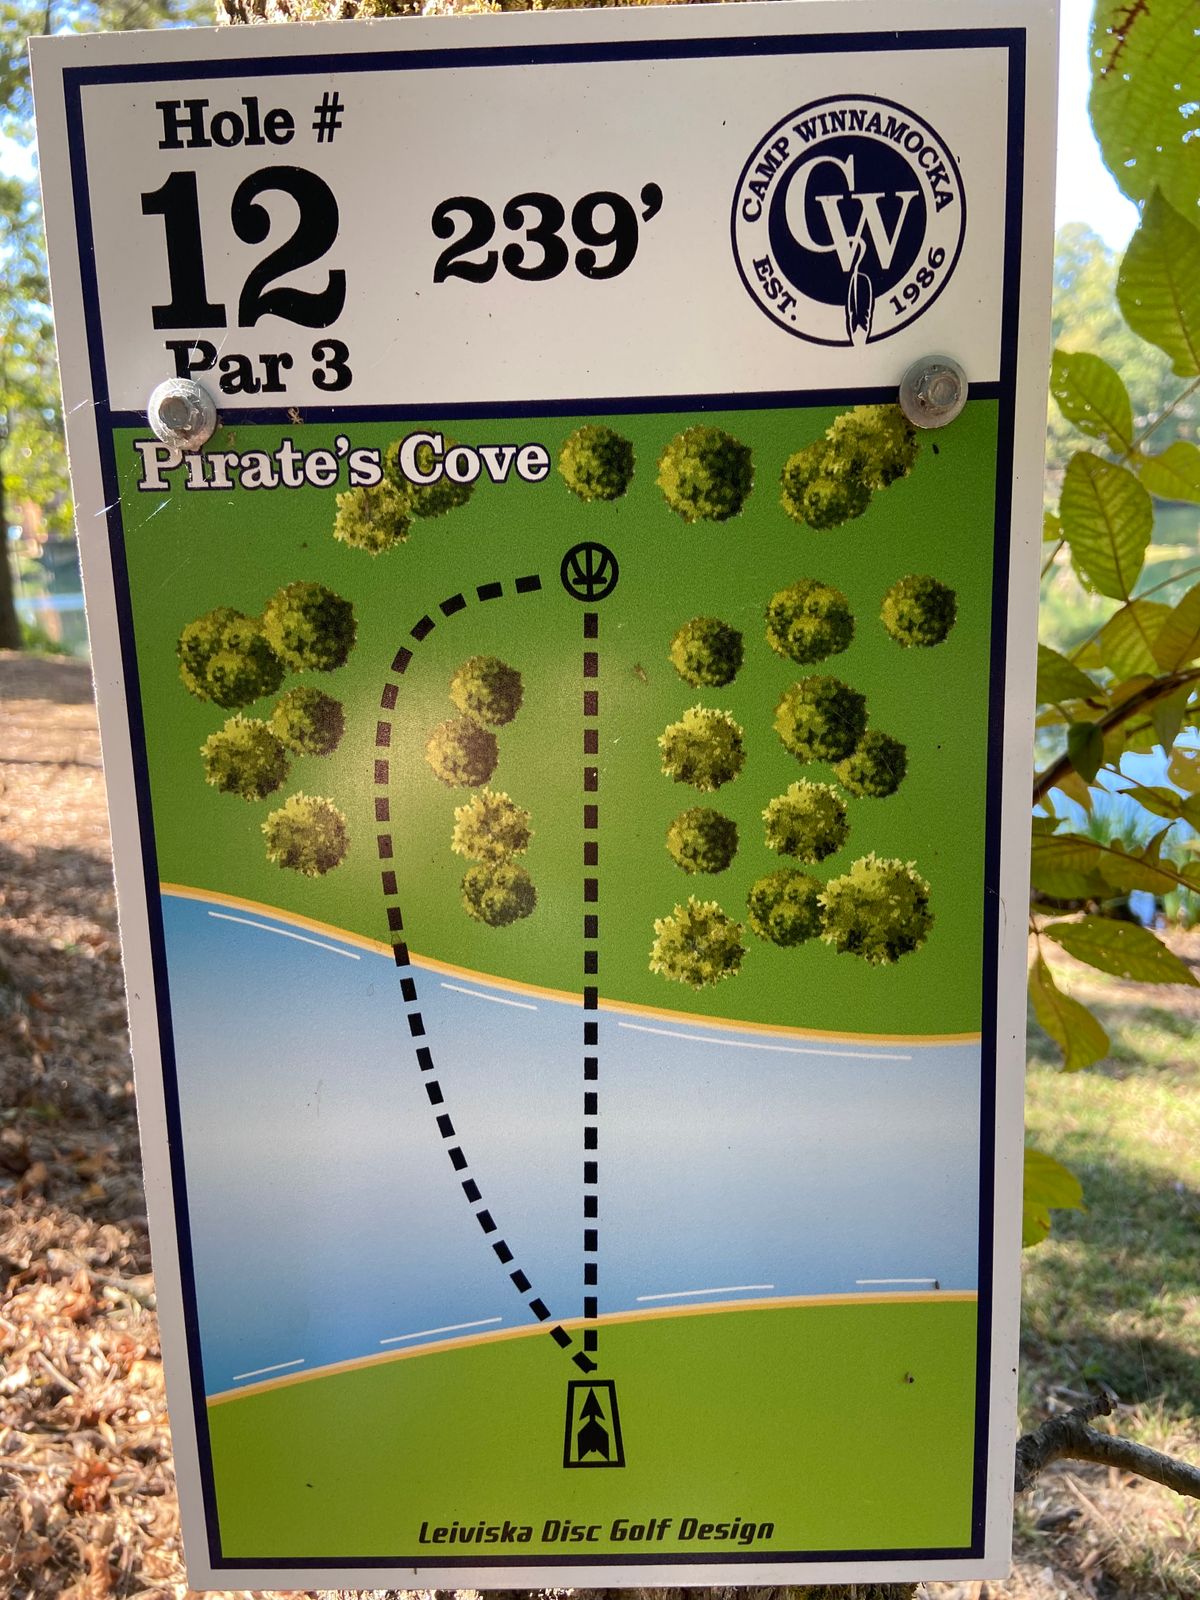 Hole #
12
Par 3
239’
CAMP WINNAMOCKA
CW
EST. 1986
Pirate’s Cove
Leiviska Disc Golf Design